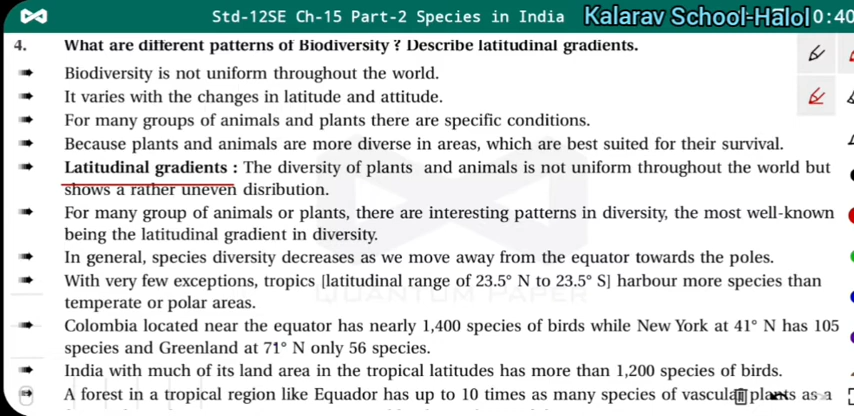 Std-12SE Ch-15 Part-2 Species in India Kalarav School-Halol 0:40
4. What are different patterns of Biodiversity ? Describe latitudinal gradients.
Biodiversity is not uniform throughout the world.
It varies with the changes in latitude and attitude.
For many groups of animals and plants there are specific conditions.
Because plants and animals are more diverse in areas, which are best suited for their survival.
Latitudinal gradients : The diversity of plants and animals is not uniform throughout the world but
shows a rather uneven disribution.
For many group of animals or plants, there are interesting patterns in diversity, the most well-known
being the latitudinal gradient in diversity.
In general, species diversity decreases as we move away from the equator towards the poles.
With very few exceptions, tropics [latitudinal range of 23.5° N to 23.5° S] harbour more species than
temperate or polar areas.
QUANTUM PAPER
Colombia located near the equator has nearly 1,400 species of birds while New York at 41° N has 105
species and Greenland at 71° N only 56 species.
India with much of its land area in the tropical latitudes has more than 1,200 species of birds.
A forest in a tropical region like Equador has up to 10 times as many species of vascular plants as a